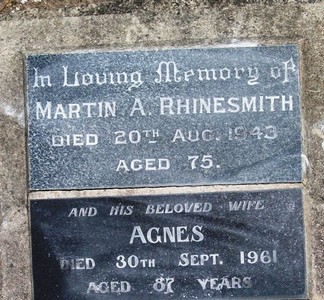 In Loving Memory of
MARTIN A. RHINESMITH
DIED 20TH AUG. 1943
AGED 75.
AND HIS BELOVED WIFE
AGNES
DIED 30TH SEPT. 1961
AGED 87 YEARS